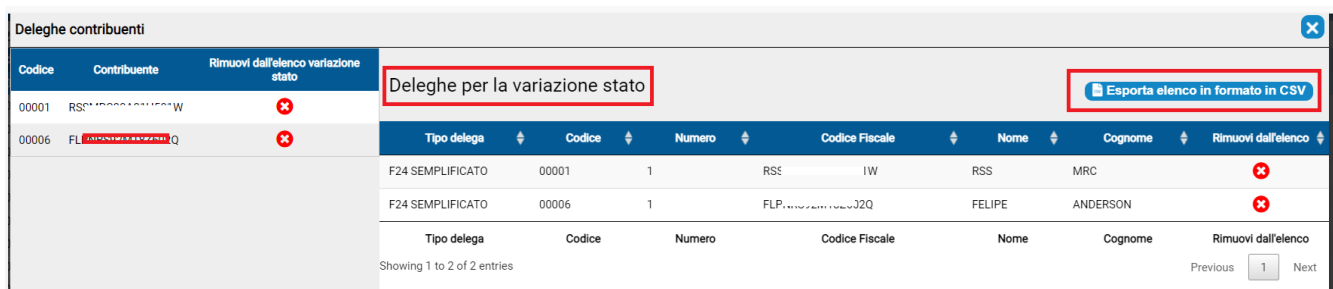 Deleghe contribuenti
Codice Contribuente Rimuovi dall'elenco variazione stato
00001
00006
Deleghe per la variazione stato
Esporta elenco in formato in CSV
Tipo delega Codice Numero Codice Fiscale Nome Cognome Rimuovi dall'elenco
F24 SEMPLIFICATO 00001 1 RSS MRC
F24 SEMPLIFICATO 00006 1 FELIPE ANDERSON
Tipo delega Codice Numero Codice Fiscale Nome Cognome Rimuovi dall'elenco
Showing 1 to 2 of 2 entries
Previous 1 Next